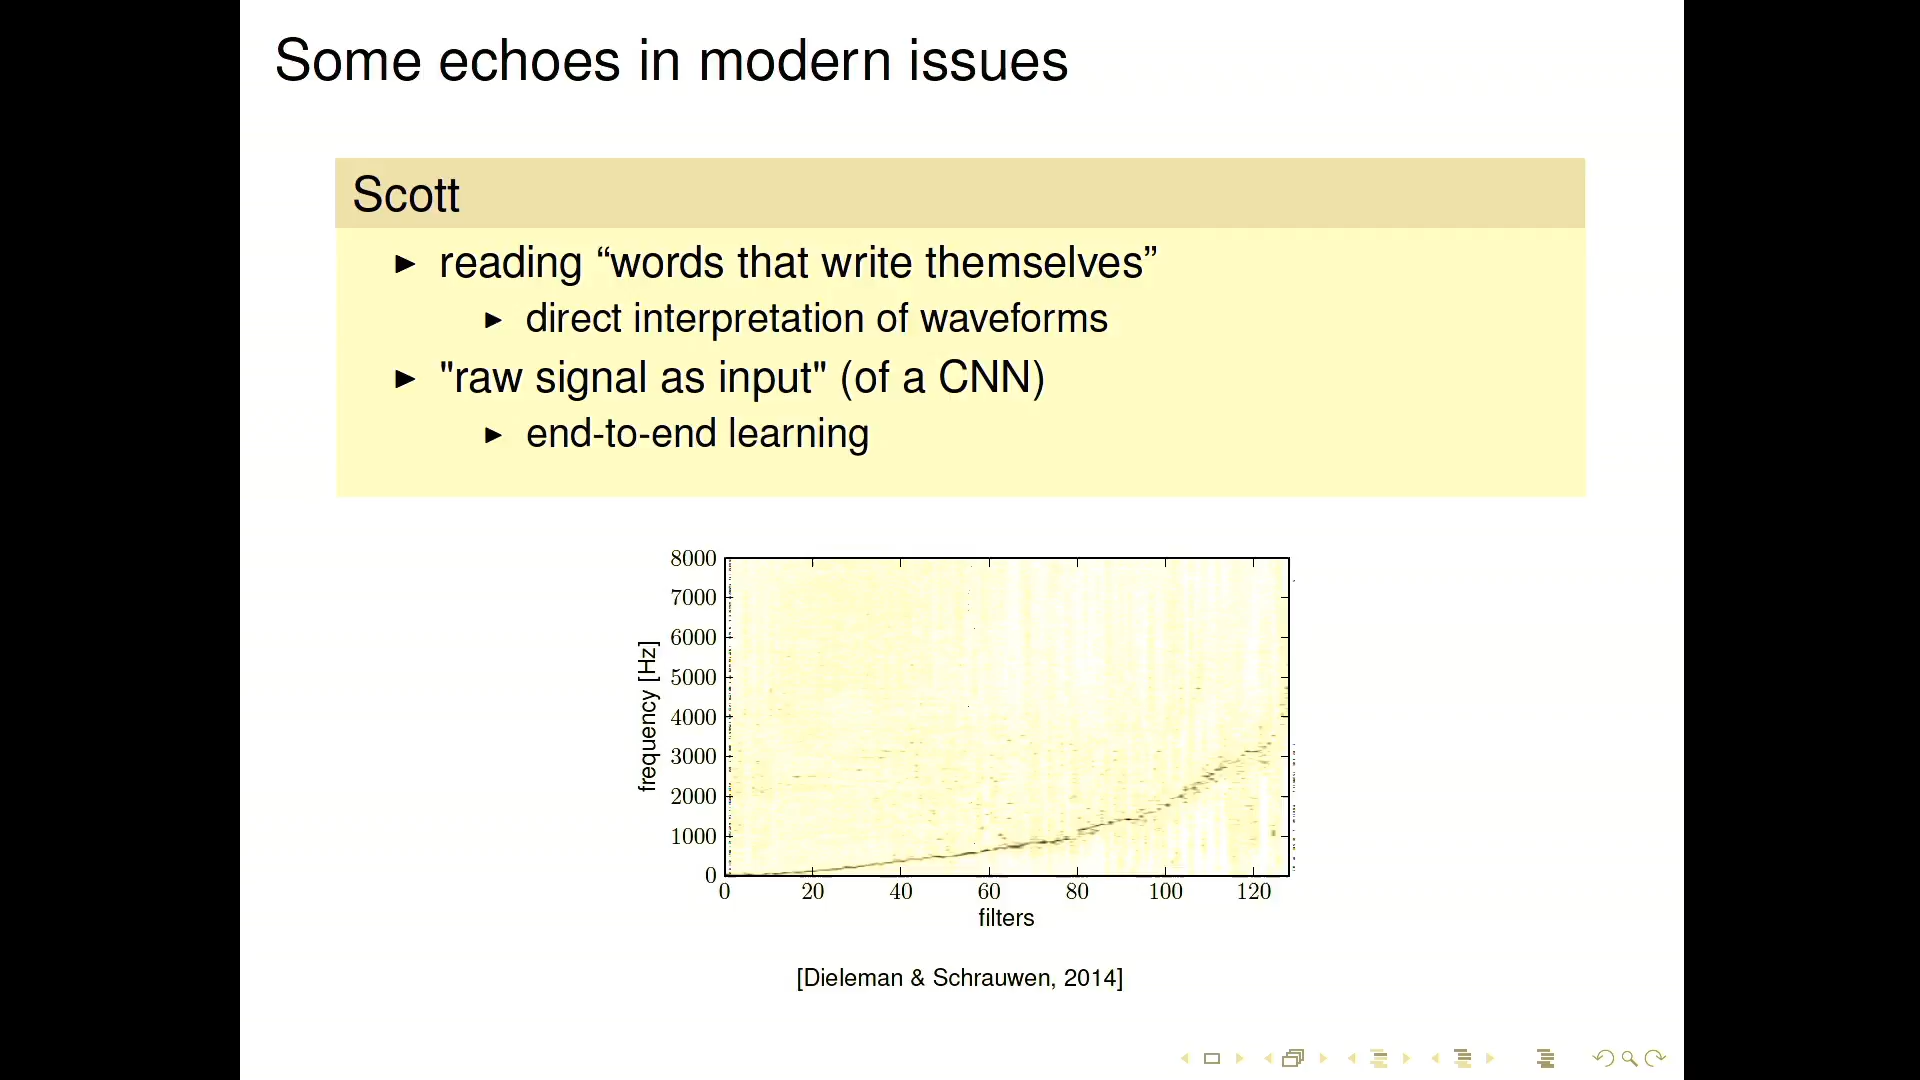 Some echoes in modern issues
Scott
reading “words that write themselves”
direct interpretation of waveforms
"raw signal as input" (of a CNN)
end-to-end learning
8000
7000
6000
5000
4000
3000
2000
1000
0
frequency [Hz]
0 20 40 60 80 100 120
filters
[Dieleman & Schrauwen, 2014]